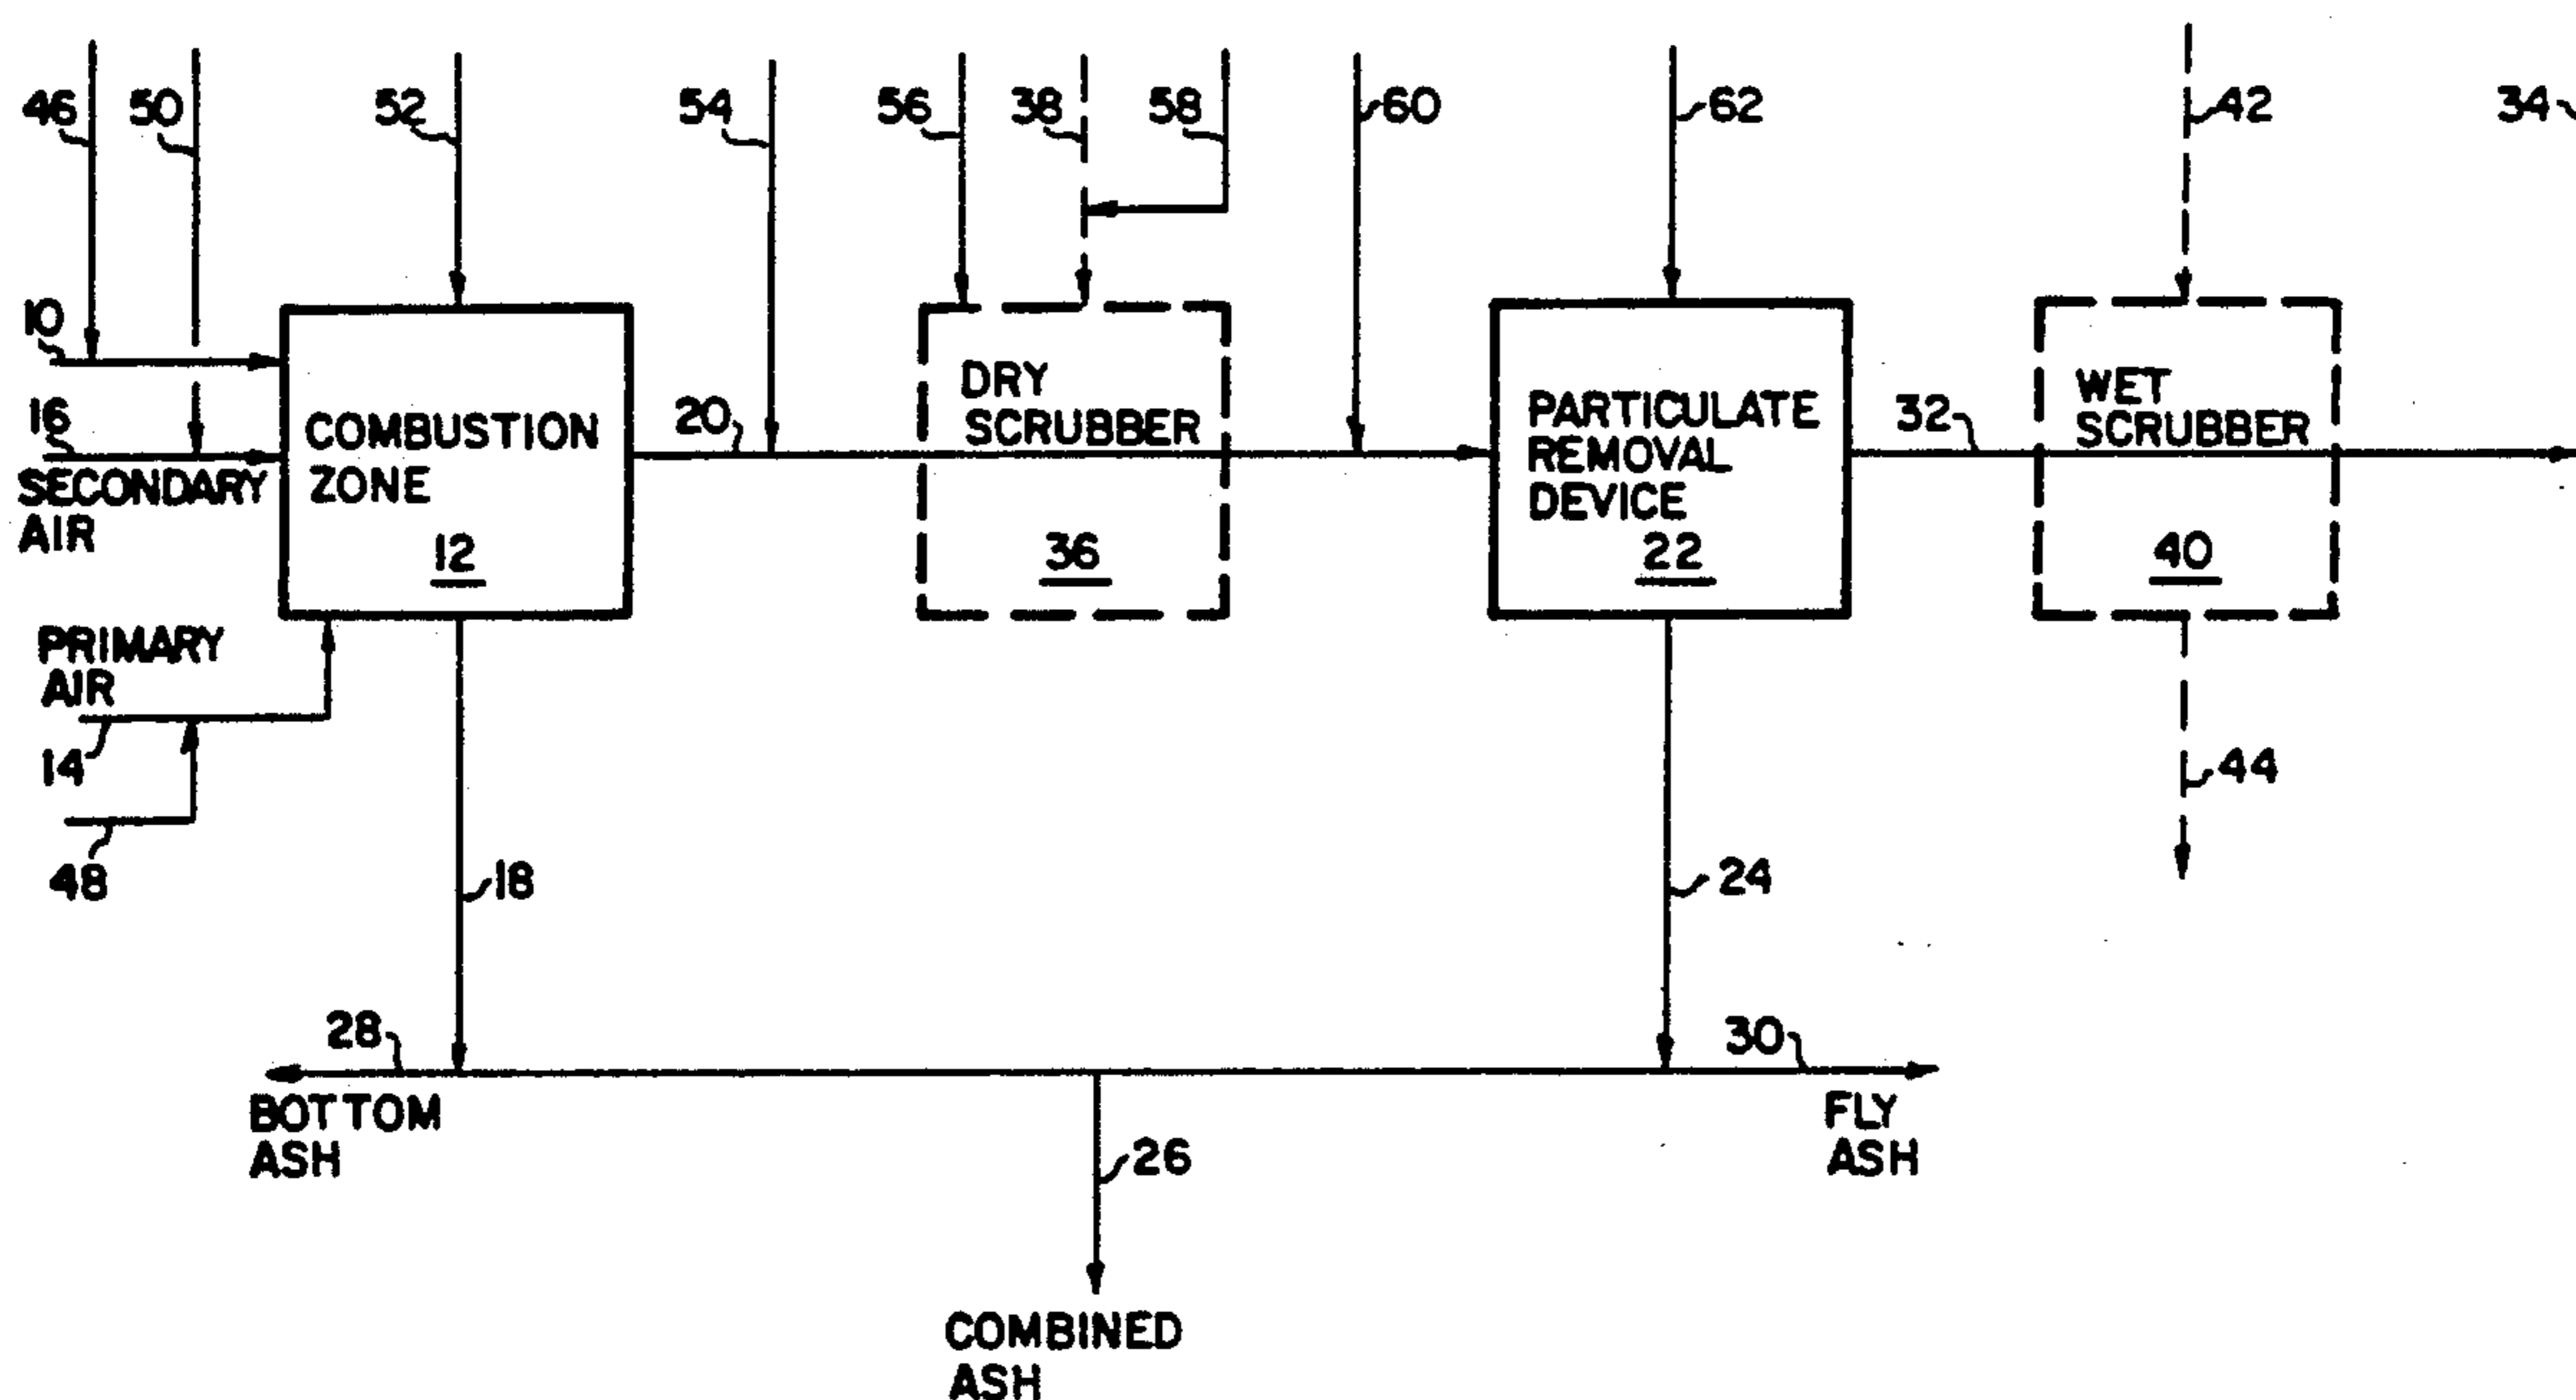 46
50
52
54
56
38
58
60
62
42
34
10
16
SECONDARY
AIR
COMBUSTION
ZONE
12
20
DRY
SCRUBBER
36
PARTICULATE
REMOVAL
DEVICE
22
32
WET
SCRUBBER
40
PRIMARY
AIR
14
48
18
24
44
28
BOTTOM
ASH
30
FLY
ASH
26
COMBINED
ASH